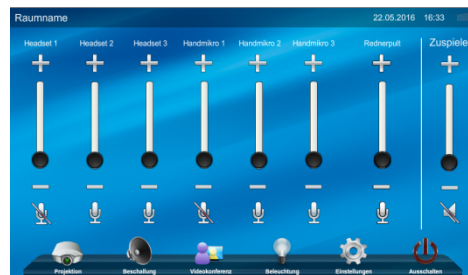 Raumname 22.05.2016 16:33
Headset 1 Headset 2 Headset 3 Handmikro 1 Handmikro 2 Handmikro 3 Rednerpult Zuspiele
Projektion Beschallung Videokonferenz Beleuchtung Einstellungen Ausschalten